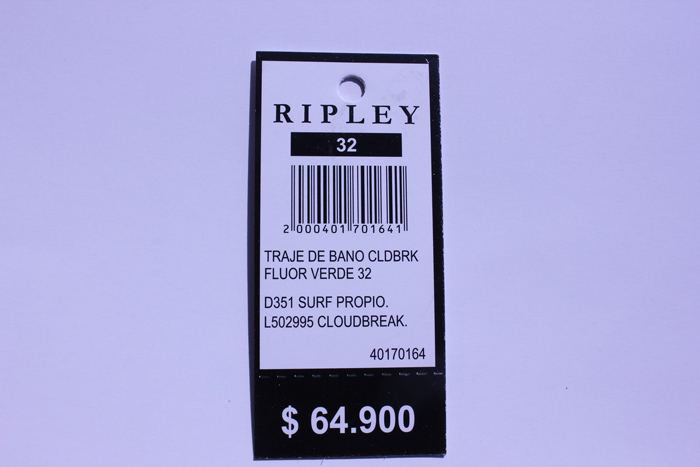 RIPLEY
32
2 000401 701641
TRAJE DE BANO CLDBRK
FLUOR VERDE 32
D351 SURF PROPIO.
L502995 CLOUDBREAK.
40170164
$ 64.900